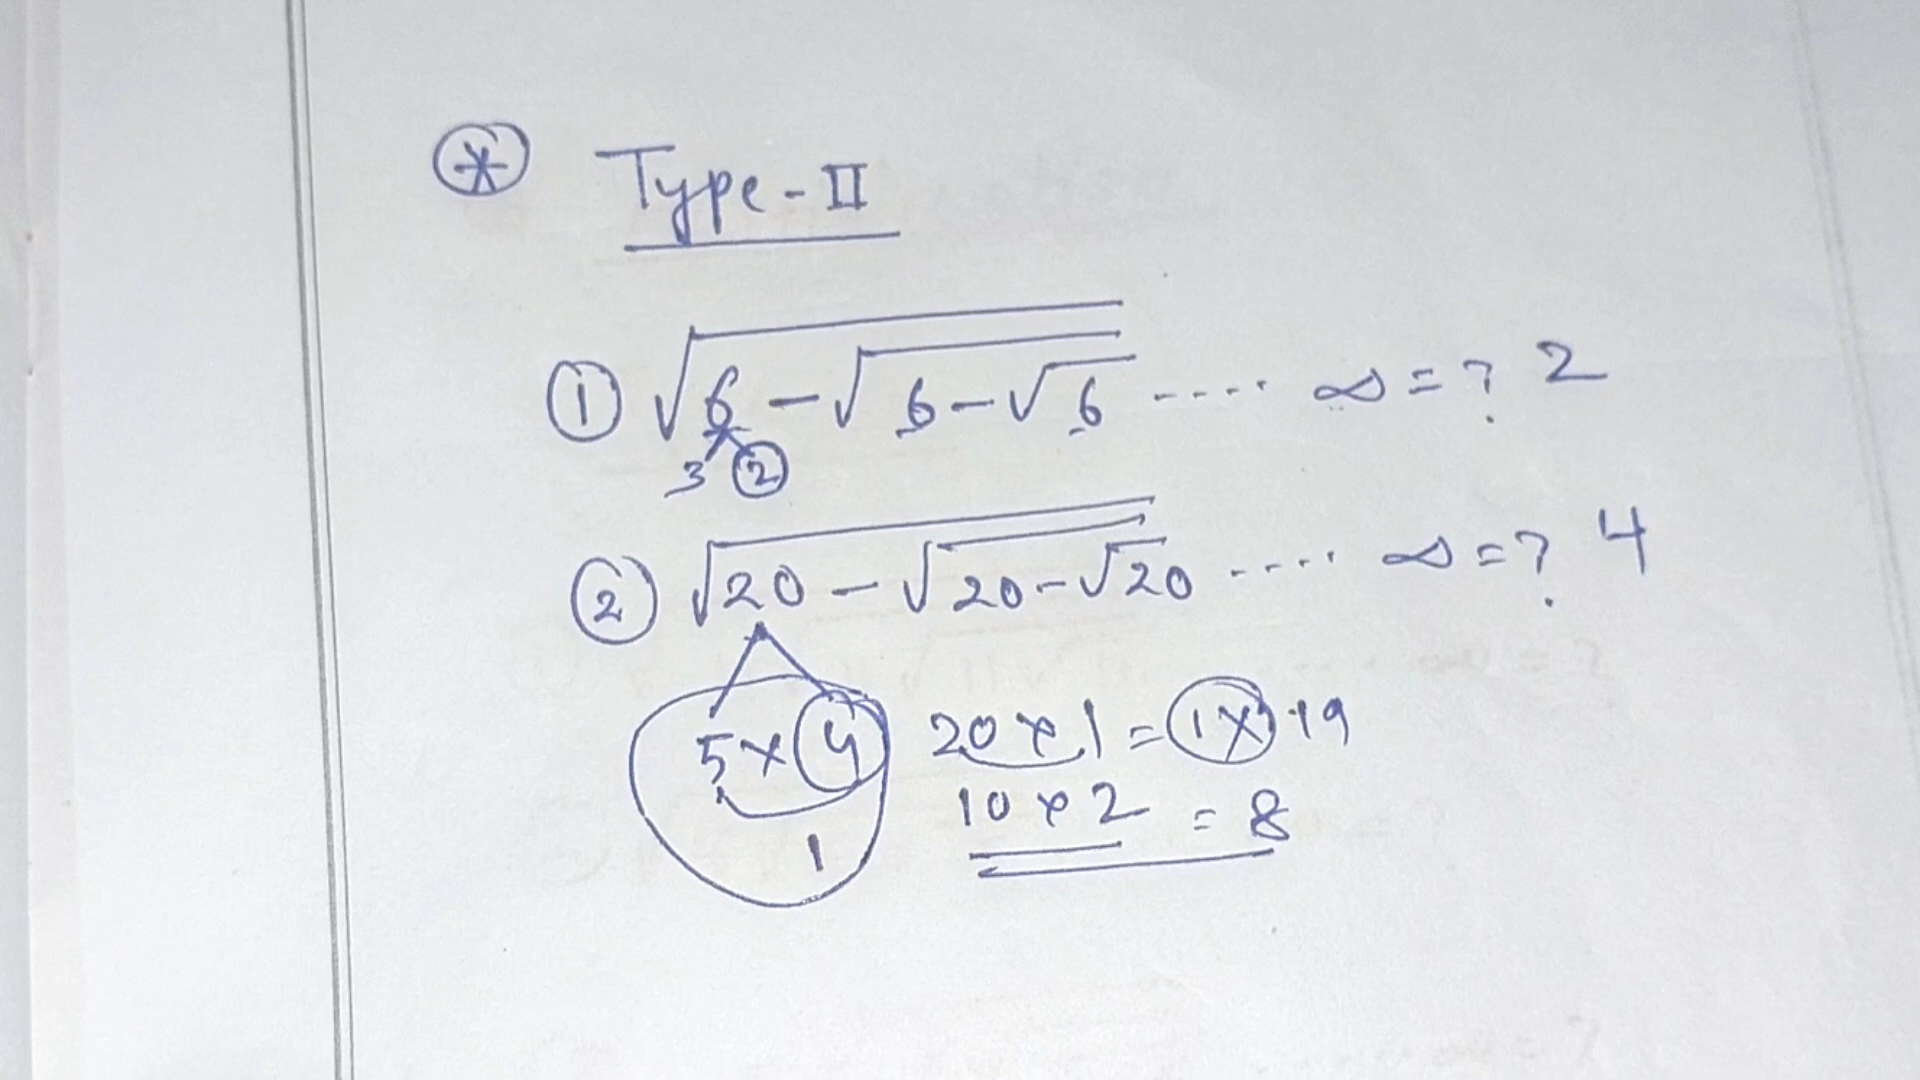 * Type-II
① √6-√6-√6 ..... ∞=? 2
3 ②
② √20-√20-√20 ..... ∞=? 4
5×4 20×1=1× 19
10×2 = 8
1